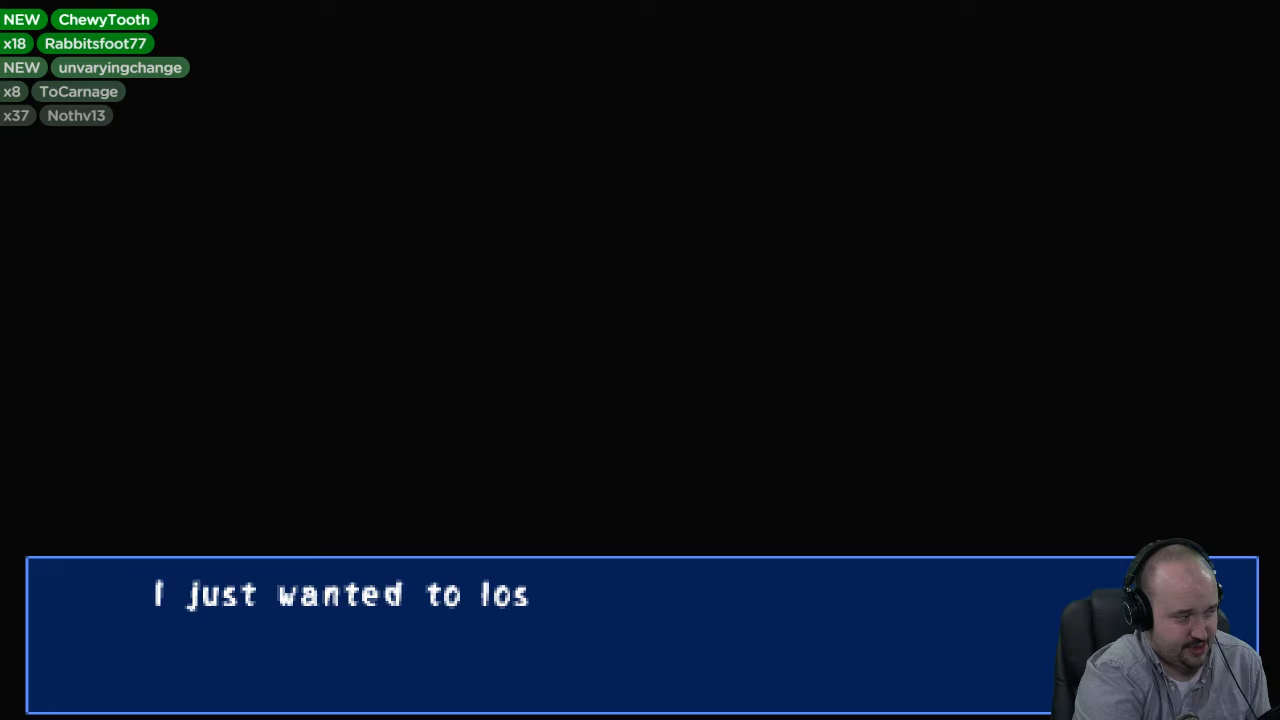 NEW ChewyTooth
x18 Rabbitsfoot77
NEW unvaryingchange
x8 ToCarnage
x37 Nothv13
I just wanted to los